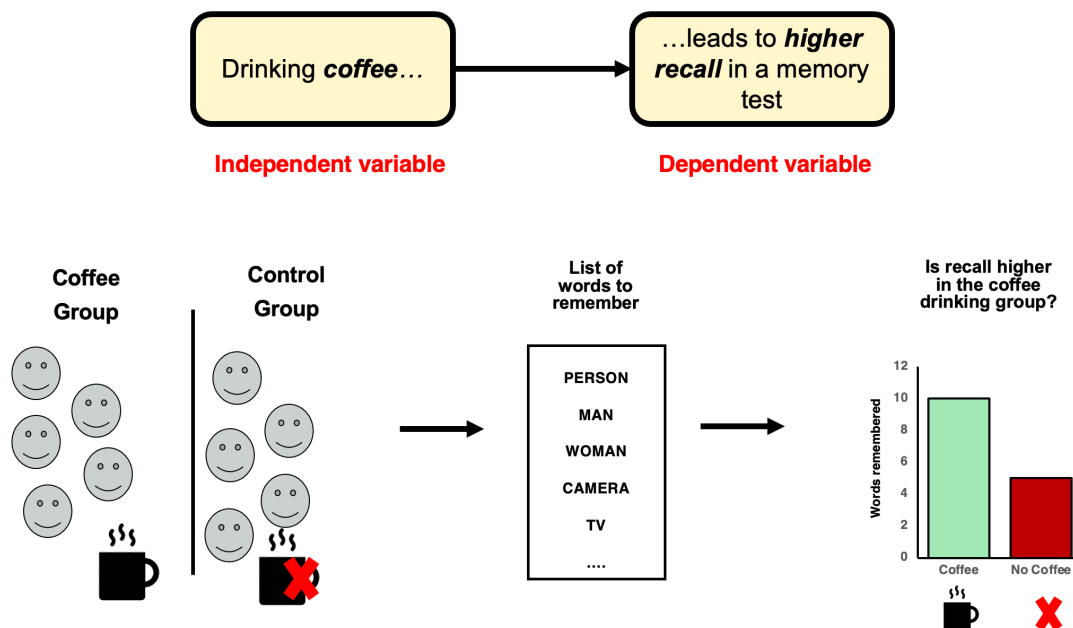 Drinking coffee…
…leads to higher
recall in a memory
test
Independent variable
Dependent variable
Coffee
Group
Control
Group
List of
words to
remember
PERSON
MAN
WOMAN
CAMERA
TV
....
Is recall higher
in the coffee
drinking group?
Words remembered
12
10
8
6
4
2
0
Coffee
No Coffee